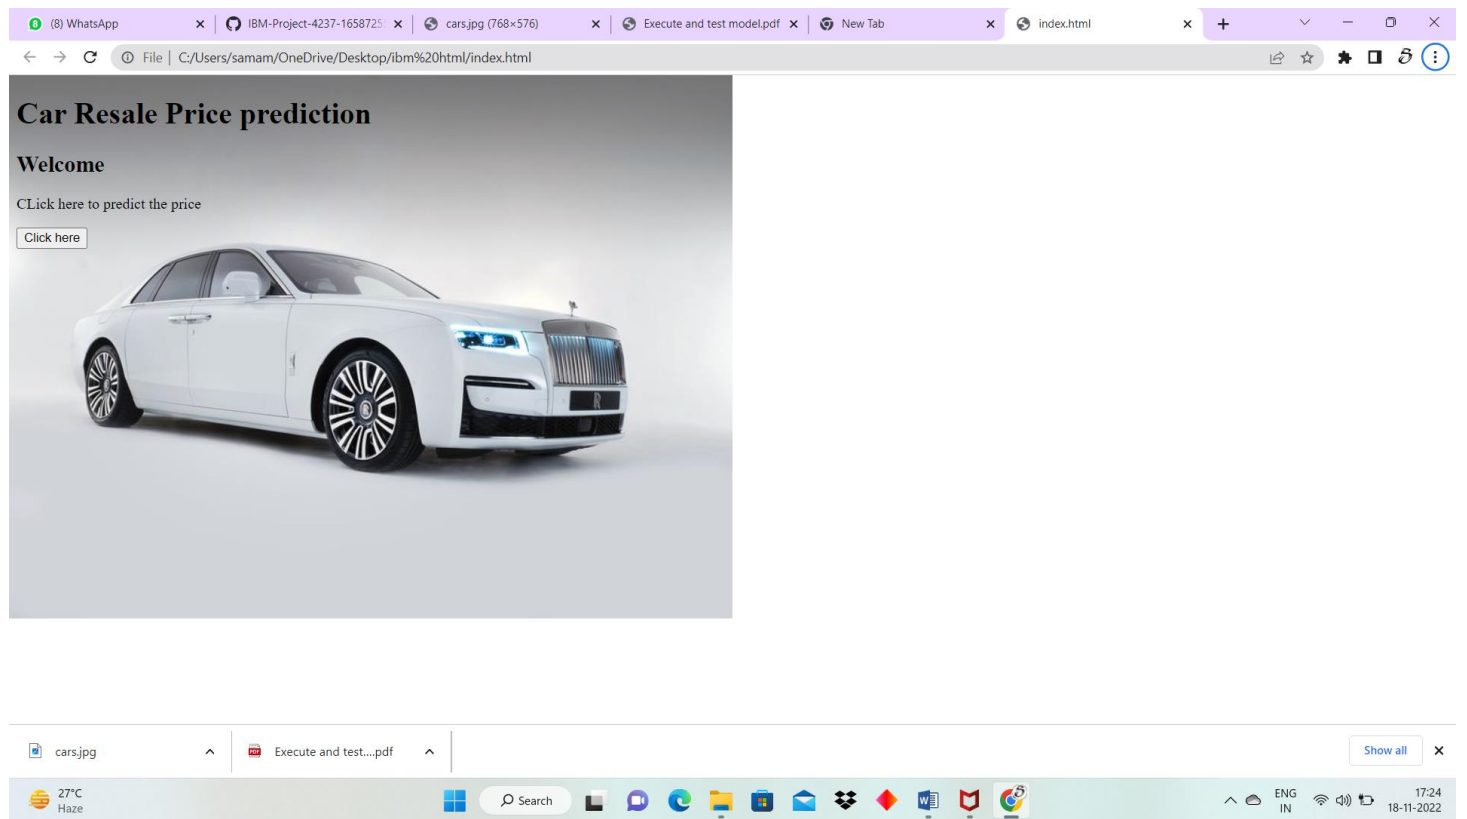 (8) WhatsApp
IBM-Project-4237-1658725
cars.jpg (768×576)
Execute and test model.pdf
New Tab
index.html
File | C:/Users/samam/OneDrive/Desktop/ibm%20html/index.html
Car Resale Price prediction
Welcome
CLick here to predict the price
Click here
cars.jpg
Execute and test....pdf
Show all
27°C
Haze
Search
ENG
IN
17:24
18-11-2022